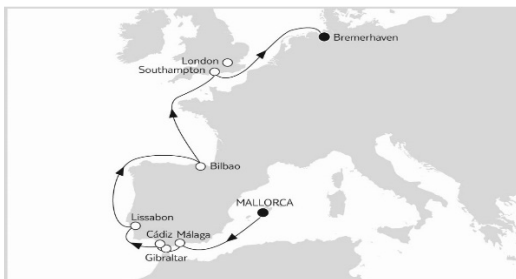 Bremerhaven
London
Southampton
Bilbao
MALLORCA
Lissabon
Cádiz Málaga
Gibraltar